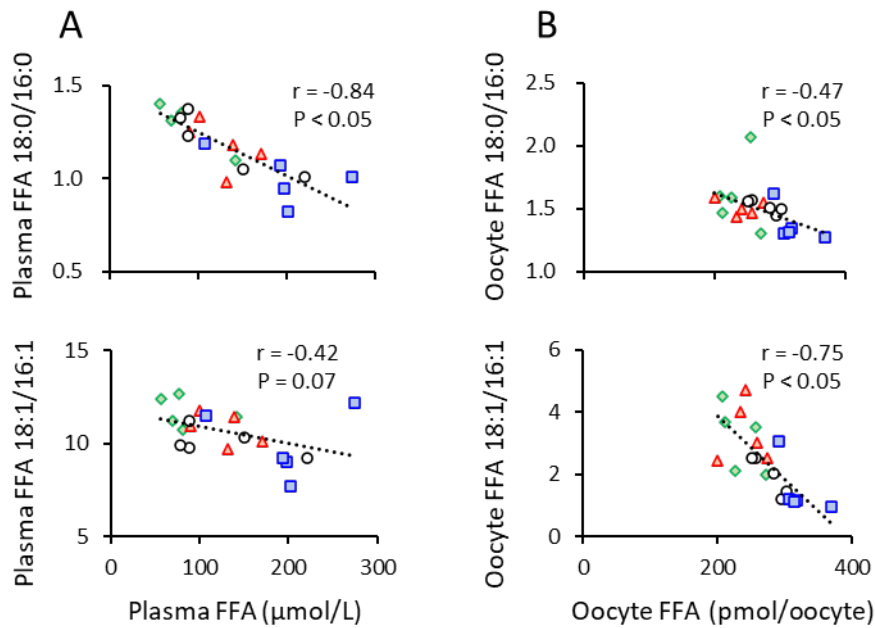 A
B
Plasma FFA 18:0/16:0
1.5
1.0
0.5
r = -0.84
P < 0.05
Oocyte FFA 18:0/16:0
2.5
2.0
1.5
1.0
r = -0.47
P < 0.05
Plasma FFA 18:1/16:1
15
10
5
r = -0.42
P = 0.07
0
100
200
300
Plasma FFA (μmol/L)
Oocyte FFA 18:1/16:1
6
4
2
0
r = -0.75
P < 0.05
0
200
400
Oocyte FFA (pmol/oocyte)